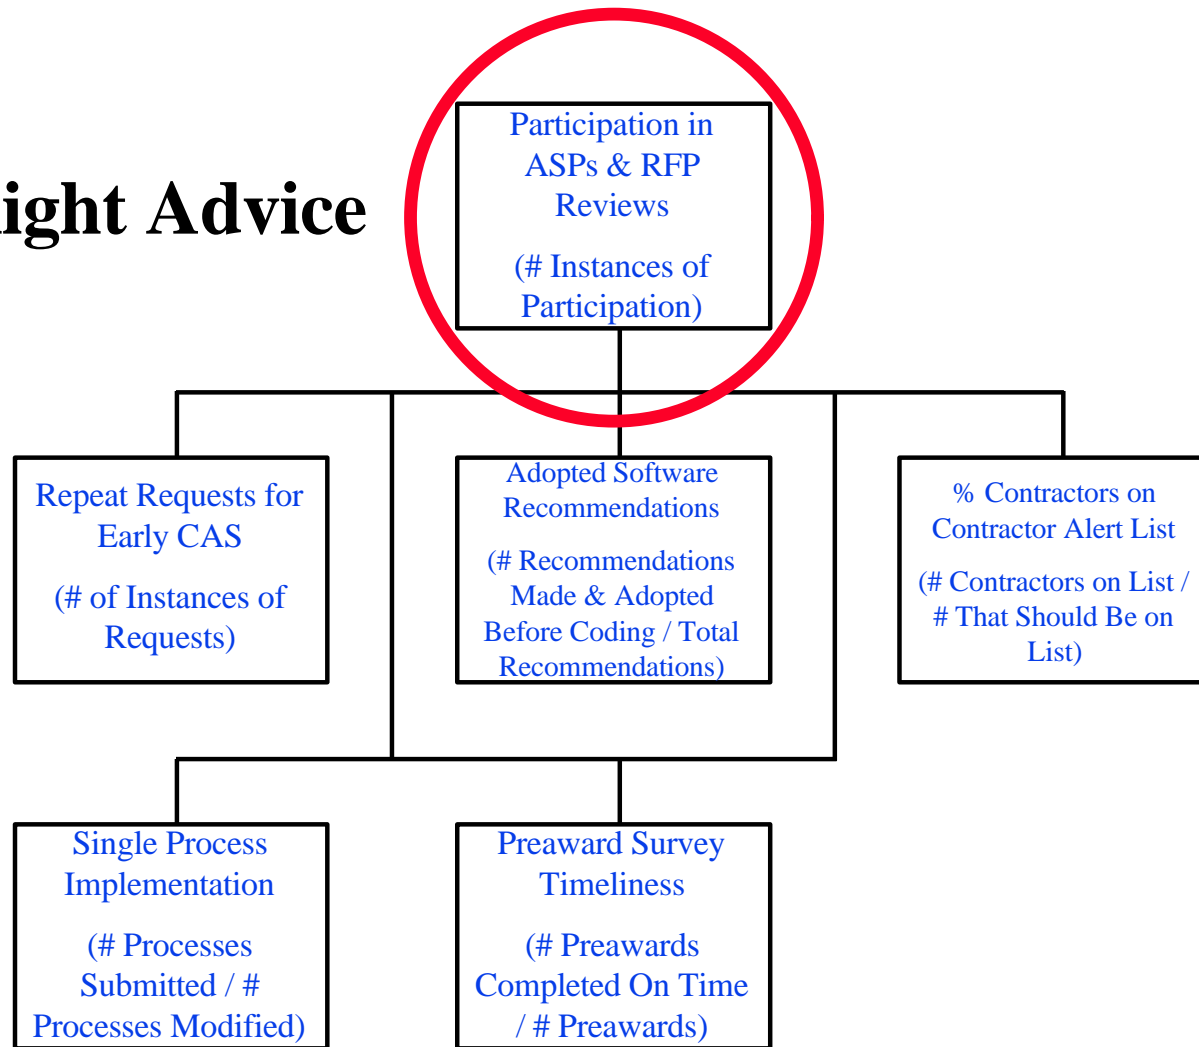 ight Advice
Participation in
ASPs & RFP
Reviews
(# Instances of
Participation)
Repeat Requests for
Early CAS
(# of Instances of
Requests)
Adopted Software
Recommendations
(# Recommendations
Made & Adopted
Before Coding / Total
Recommendations)
% Contractors on
Contractor Alert List
(# Contractors on List /
# That Should Be on
List)
Single Process
Implementation
(# Processes
Submitted / #
Processes Modified)
Preaward Survey
Timeliness
(# Preawards
Completed On Time
/ # Preawards)